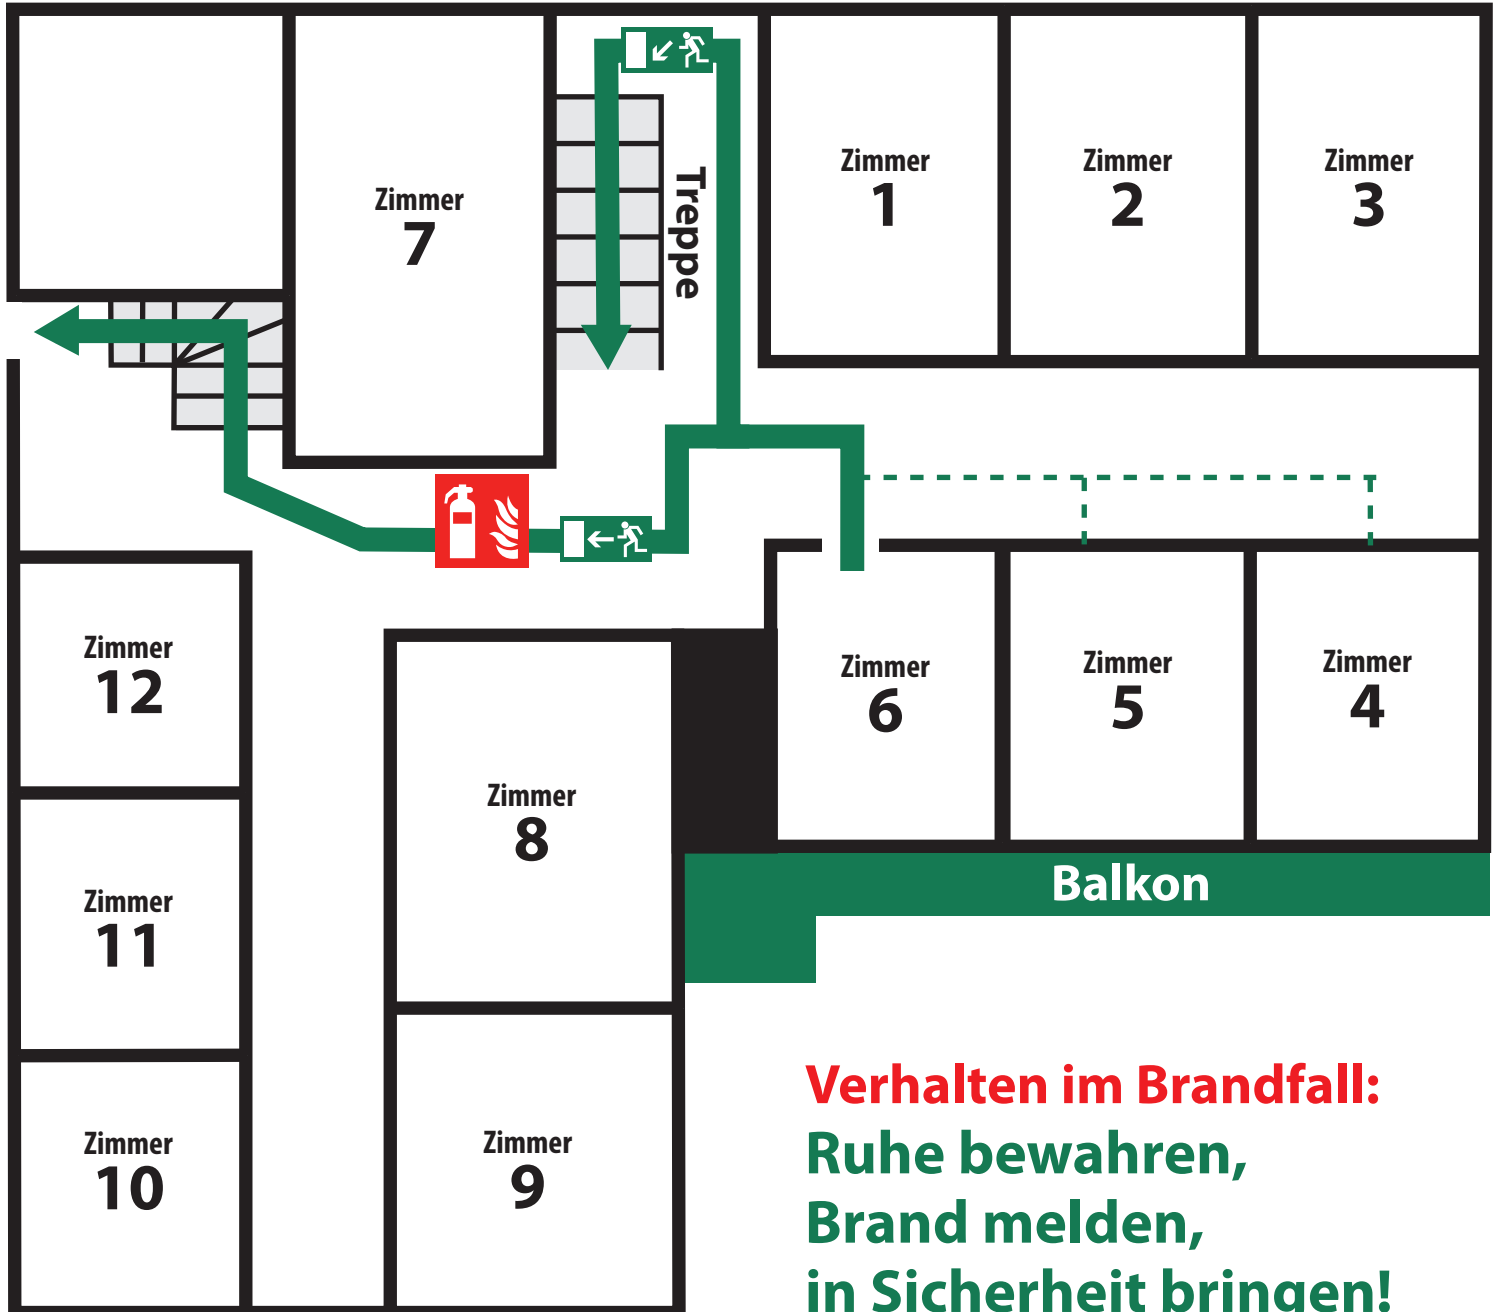 Zimmer
7
Treppe
Zimmer
1
Zimmer
2
Zimmer
3
Zimmer
12
Zimmer
11
Zimmer
10
Zimmer
8
Zimmer
9
Zimmer
6
Zimmer
5
Zimmer
4
Balkon
Verhalten im Brandfall:
Ruhe bewahren,
Brand melden,
in Sicherheit bringen!